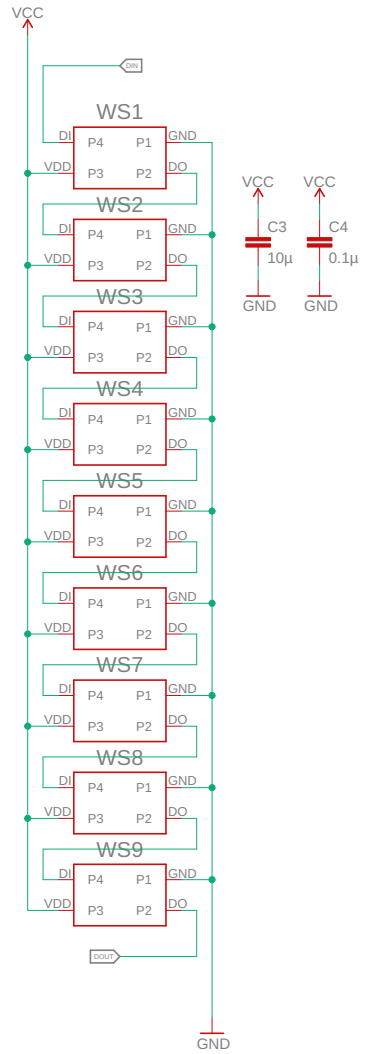 VCC
DIN
WS1
DI P4 P1 GND
VDD P3 P2 DO
WS2
DI P4 P1 GND
VDD P3 P2 DO
WS3
DI P4 P1 GND
VDD P3 P2 DO
WS4
DI P4 P1 GND
VDD P3 P2 DO
WS5
DI P4 P1 GND
VDD P3 P2 DO
WS6
DI P4 P1 GND
VDD P3 P2 DO
WS7
DI P4 P1 GND
VDD P3 P2 DO
WS8
DI P4 P1 GND
VDD P3 P2 DO
WS9
DI P4 P1 GND
VDD P3 P2 DO
DOUT
GND
VCC
C3
10µ
GND
VCC
C4
0.1µ
GND